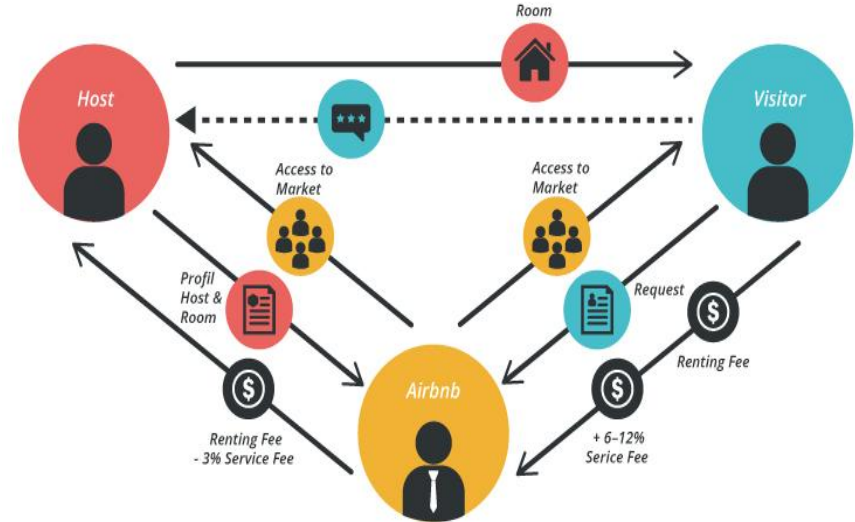 Room
Host
Visitor
Access to
Market
Access to
Market
Profil
Host &
Room
Request
$
Renting Fee
Airbnb
$
$
Renting Fee
- 3% Service Fee
+ 6–12%
Serice Fee